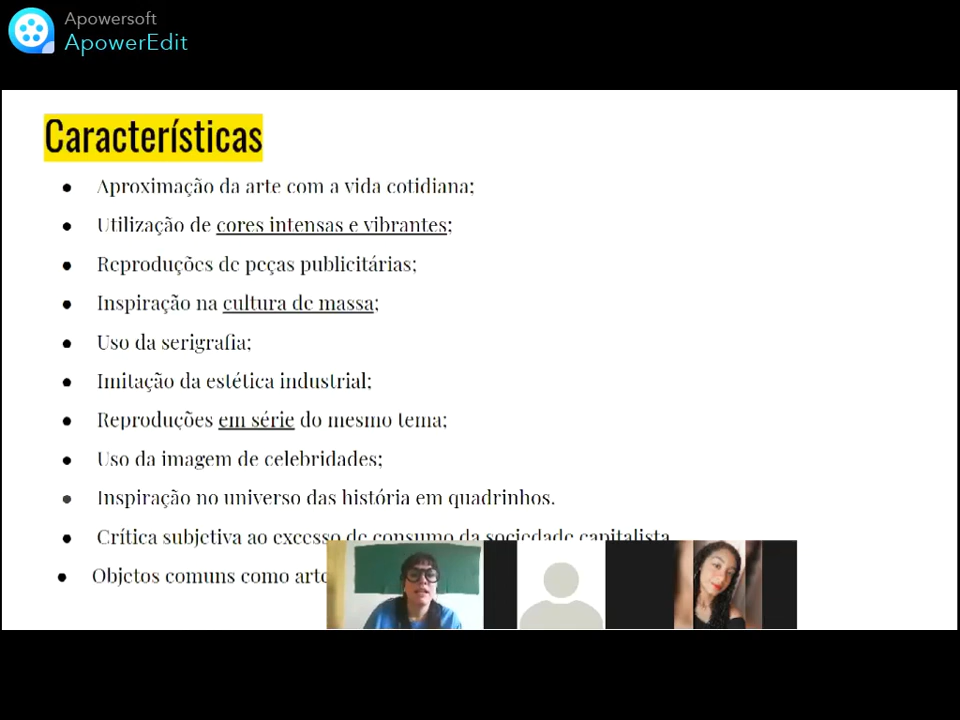 Apowersoft
ApowerEdit
Características
• Aproximação da arte com a vida cotidiana;
• Utilização de cores intensas e vibrantes;
• Reproduções de peças publicitárias;
• Inspiração na cultura de massa;
• Uso da serigrafia;
• Imitação da estética industrial;
• Reproduções em série do mesmo tema;
• Uso da imagem de celebridades;
• Inspiração no universo das história em quadrinhos.
• Crítica subjetiva ao excesso de consumo da sociedade capitalista
• Objetos comuns como arte